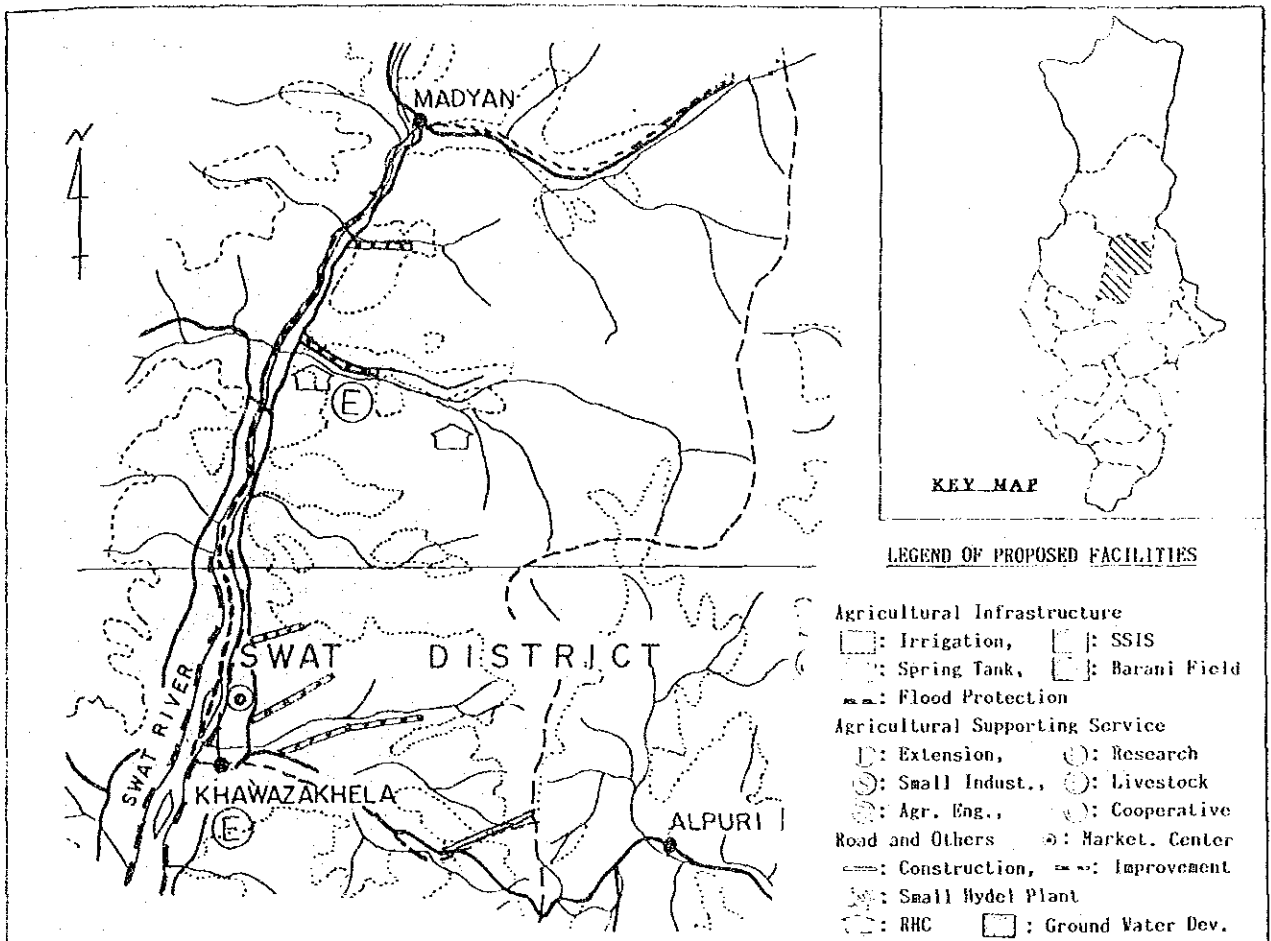 N
MADYAN
E
SWAT DISTRICT
SWAT RIVER
KHAWAZAKHELA
E
ALPURI
KEY MAP
LEGEND OF PROPOSED FACILITIES
Agricultural Infrastructure
: Irrigation, : SSIS
: Spring Tank, : Barani Field
: Flood Protection
Agricultural Supporting Service
: Extension, : Research
S : Small Indust., : Livestock
: Agr. Eng., : Cooperative
Road and Others : Market. Center
: Construction, : Improvement
: Small Hydel Plant
: RHC : Ground Water Dev.